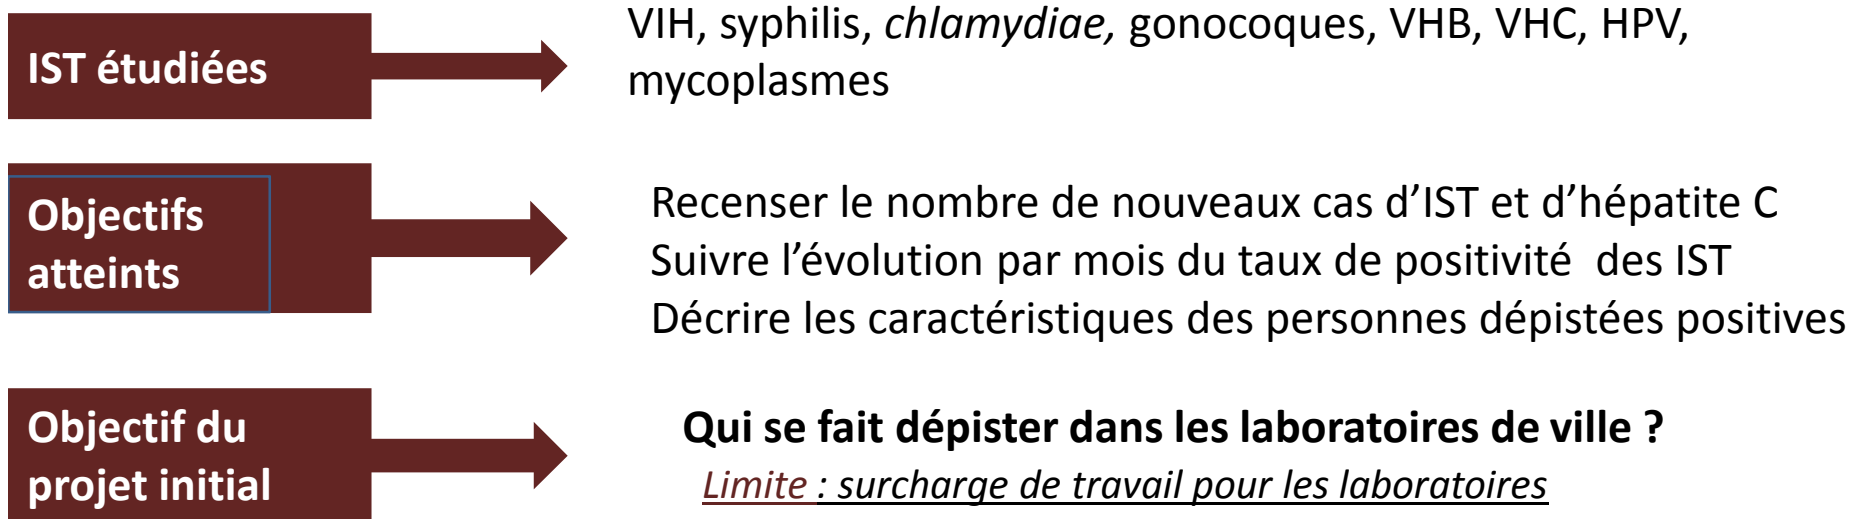 IST étudiées
VIH, syphilis, chlamydiae, gonocoques, VHB, VHC, HPV,
mycoplasmes
Objectifs
atteints
Recenser le nombre de nouveaux cas d’IST et d’hépatite C
Suivre l’évolution par mois du taux de positivité des IST
Décrire les caractéristiques des personnes dépistées positives
Objectif du
projet initial
Qui se fait dépister dans les laboratoires de ville ?
Limite : surcharge de travail pour les laboratoires